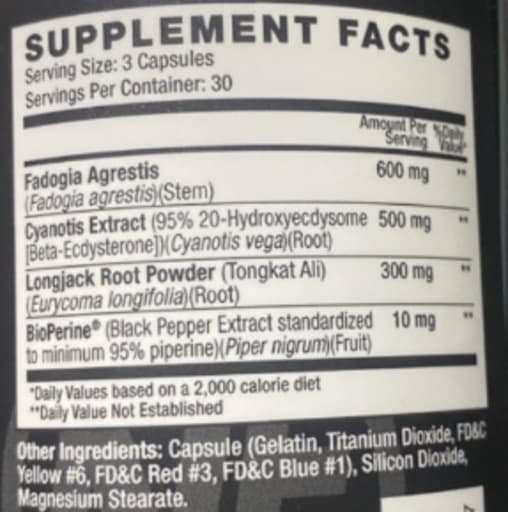 SUPPLEMENT FACTS
Serving Size: 3 Capsules
Servings Per Container: 30
Amount Per Serving
%Daily Value*
Fadogia Agrestis 600 mg **
(Fadogia agrestis)(Stem)
Cyanotis Extract (95% 20-Hydroxyecdysome 500 mg **
[Beta-Ecdysterone])(Cyanotis vega)(Root)
Longjack Root Powder (Tongkat Ali) 300 mg **
(Eurycoma longifolia)(Root)
BioPerine® (Black Pepper Extract standardized 10 mg **
to minimum 95% piperine)(Piper nigrum)(Fruit)
*Daily Values based on a 2,000 calorie diet
**Daily Value Not Established
Other Ingredients: Capsule (Gelatin, Titanium Dioxide, FD&C
Yellow #6, FD&C Red #3, FD&C Blue #1), Silicon Dioxide,
Magnesium Stearate.